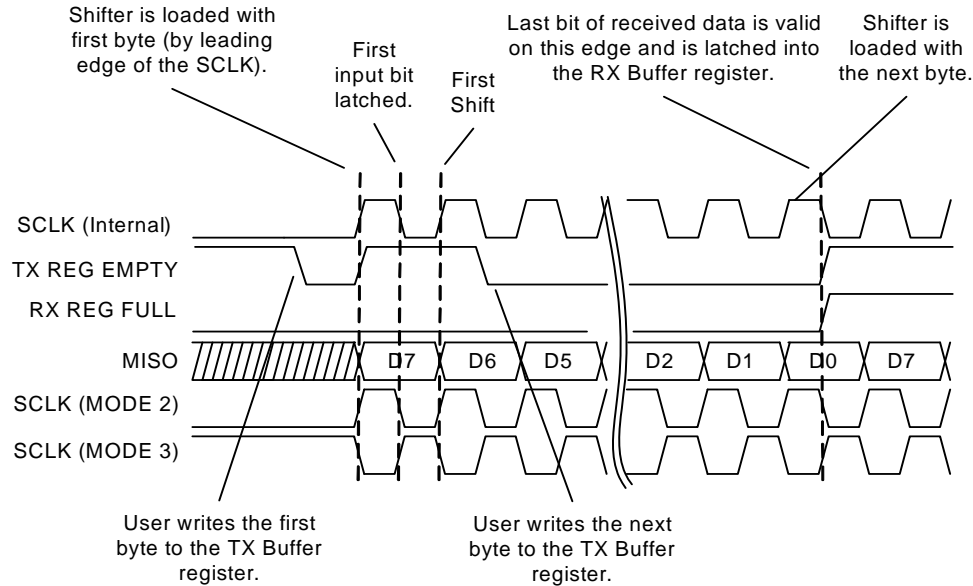 Shifter is loaded with
first byte (by leading
edge of the SCLK).
First
input bit
latched.
First
Shift
Last bit of received data is valid
on this edge and is latched into
the RX Buffer register.
Shifter is
loaded with
the next byte.
SCLK (Internal)
TX REG EMPTY
RX REG FULL
MISO D7 D6 D5 D2 D1 D0 D7
SCLK (MODE 2)
SCLK (MODE 3)
User writes the first
byte to the TX Buffer
register.
User writes the next
byte to the TX Buffer
register.